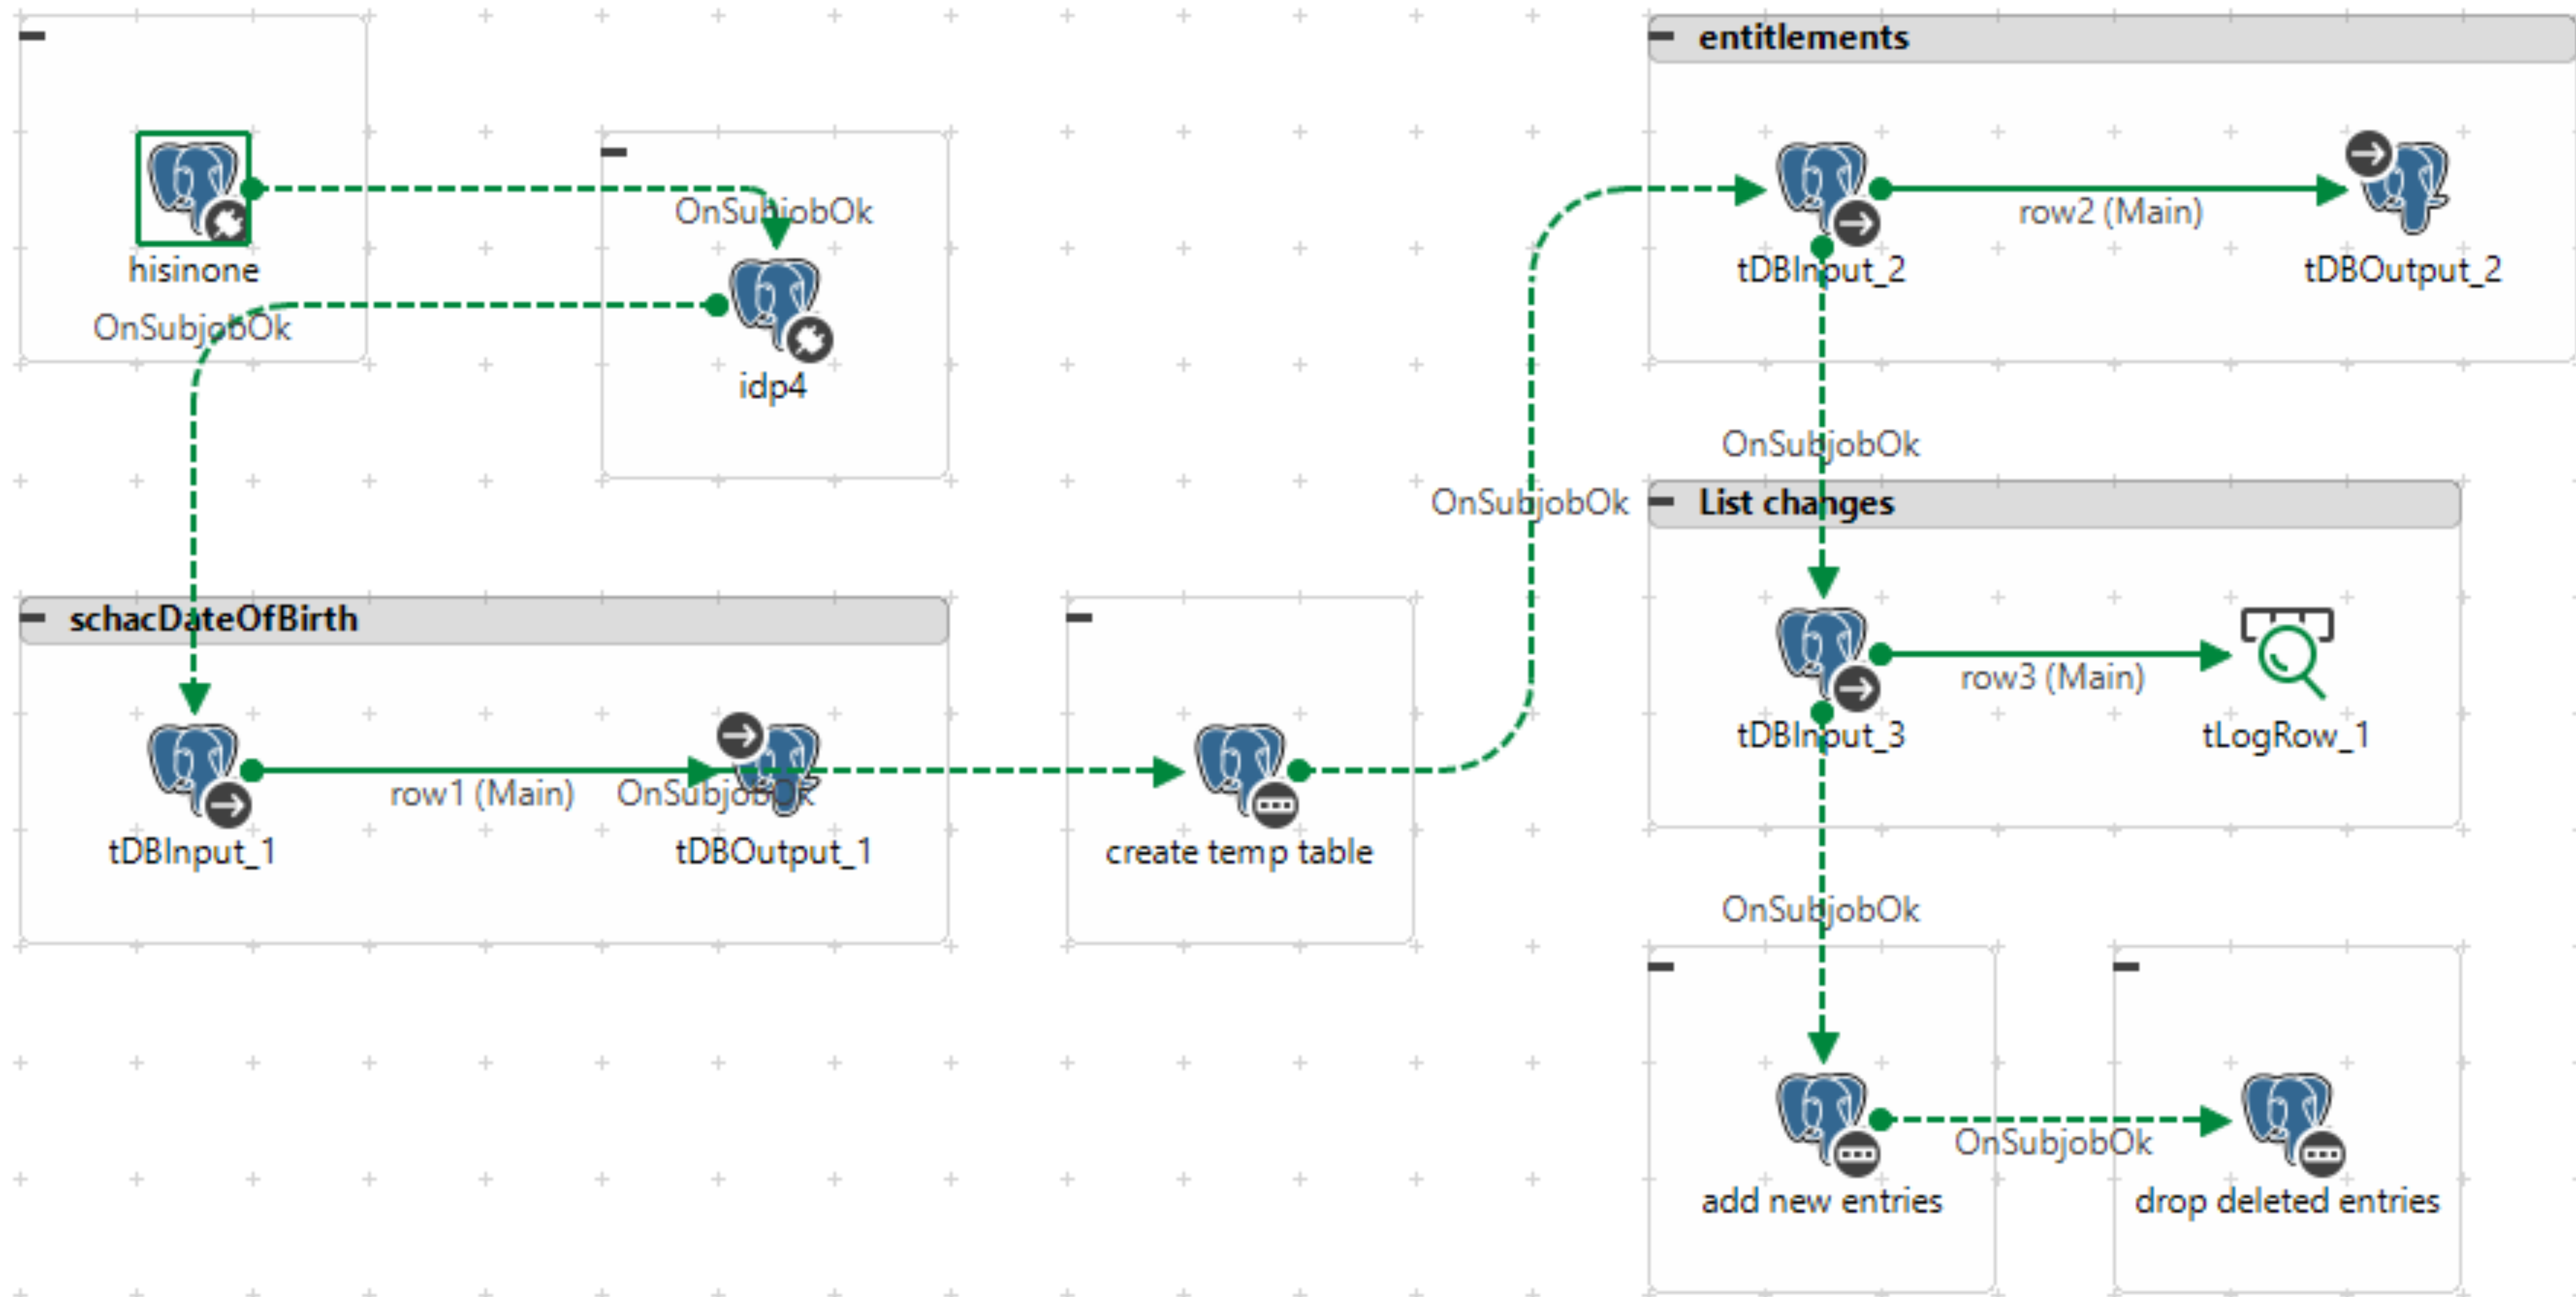 hisinone
OnSubjobOk
OnSubjobOk
idp4
schacDateOfBirth
tDBInput_1
row1 (Main)
OnSubjobOk
tDBOutput_1
create temp table
OnSubjobOk
entitlements
tDBInput_2
row2 (Main)
tDBOutput_2
OnSubjobOk
List changes
tDBInput_3
row3 (Main)
tLogRow_1
OnSubjobOk
add new entries
OnSubjobOk
drop deleted entries